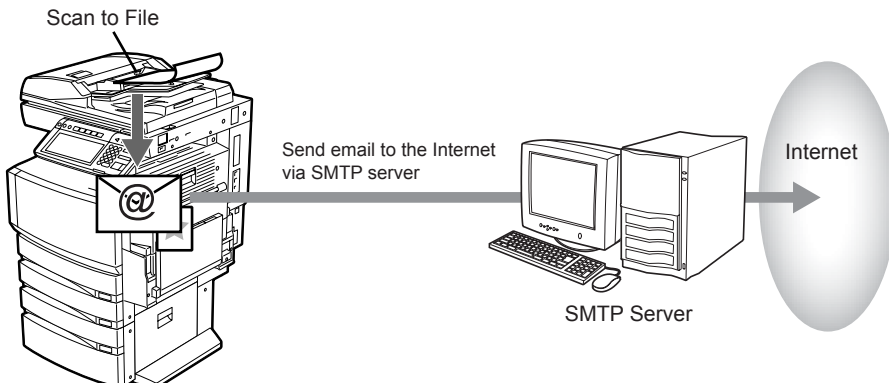 Scan to File
Send email to the Internet
via SMTP server
Internet
@
SMTP Server